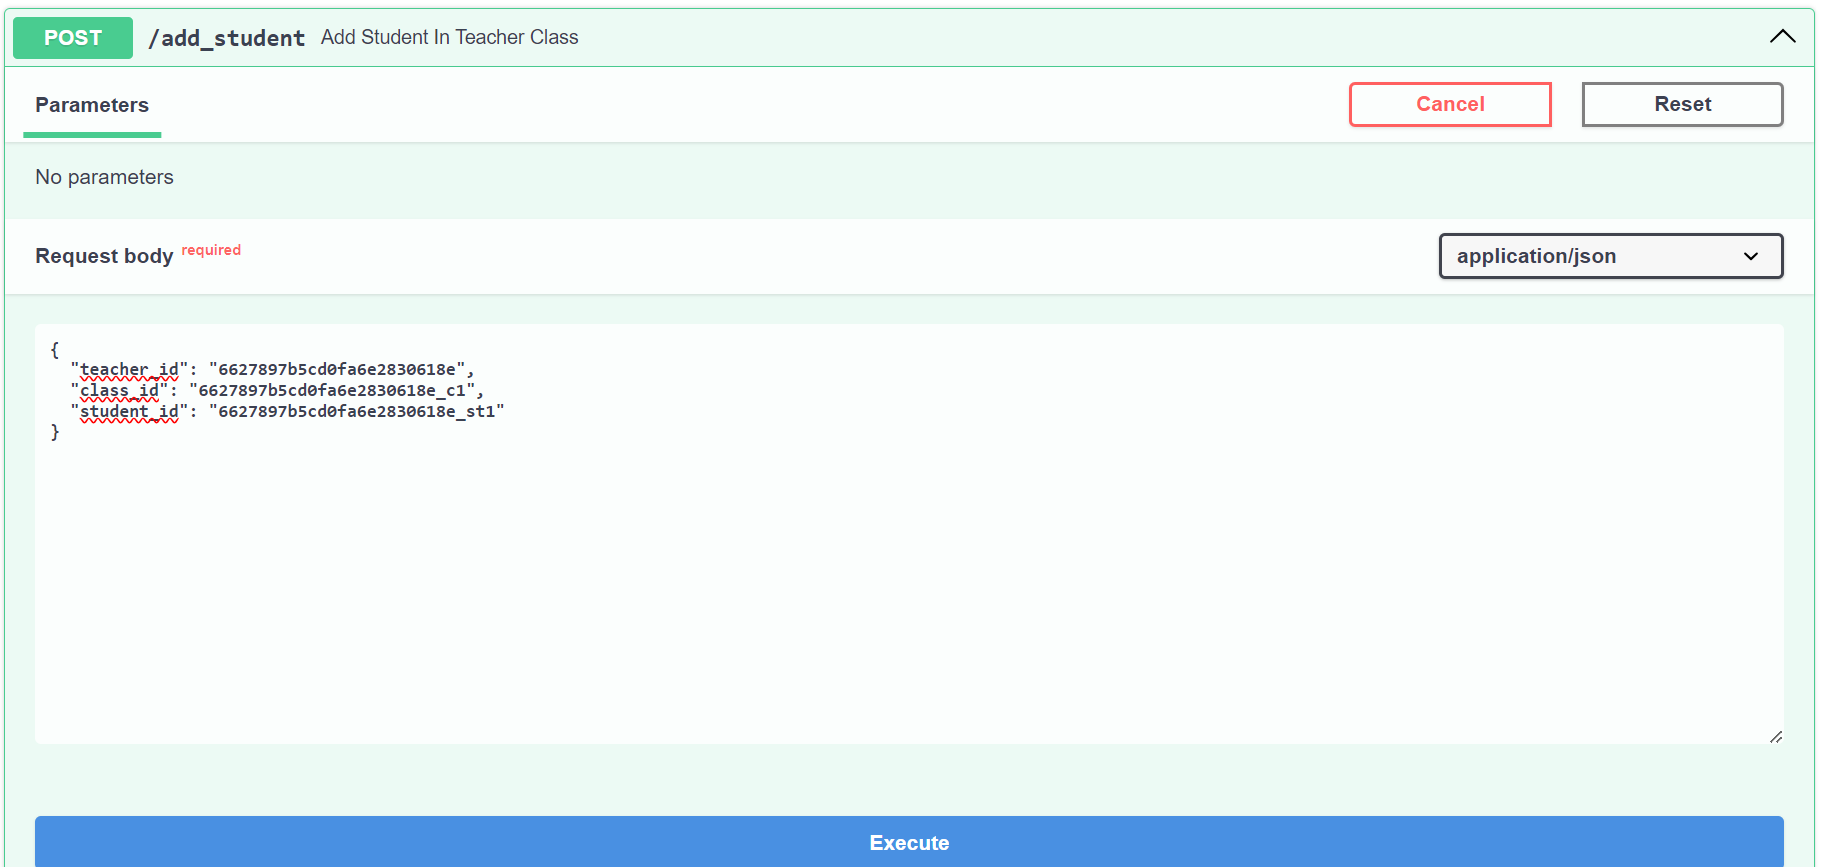 POST /add_student Add Student In Teacher Class
Parameters
Cancel
Reset
No parameters
Request body required
application/json
{
  "teacher_id": "6627897b5cd0fa6e2830618e",
  "class_id": "6627897b5cd0fa6e2830618e_c1",
  "student_id": "6627897b5cd0fa6e2830618e_st1"
}
Execute